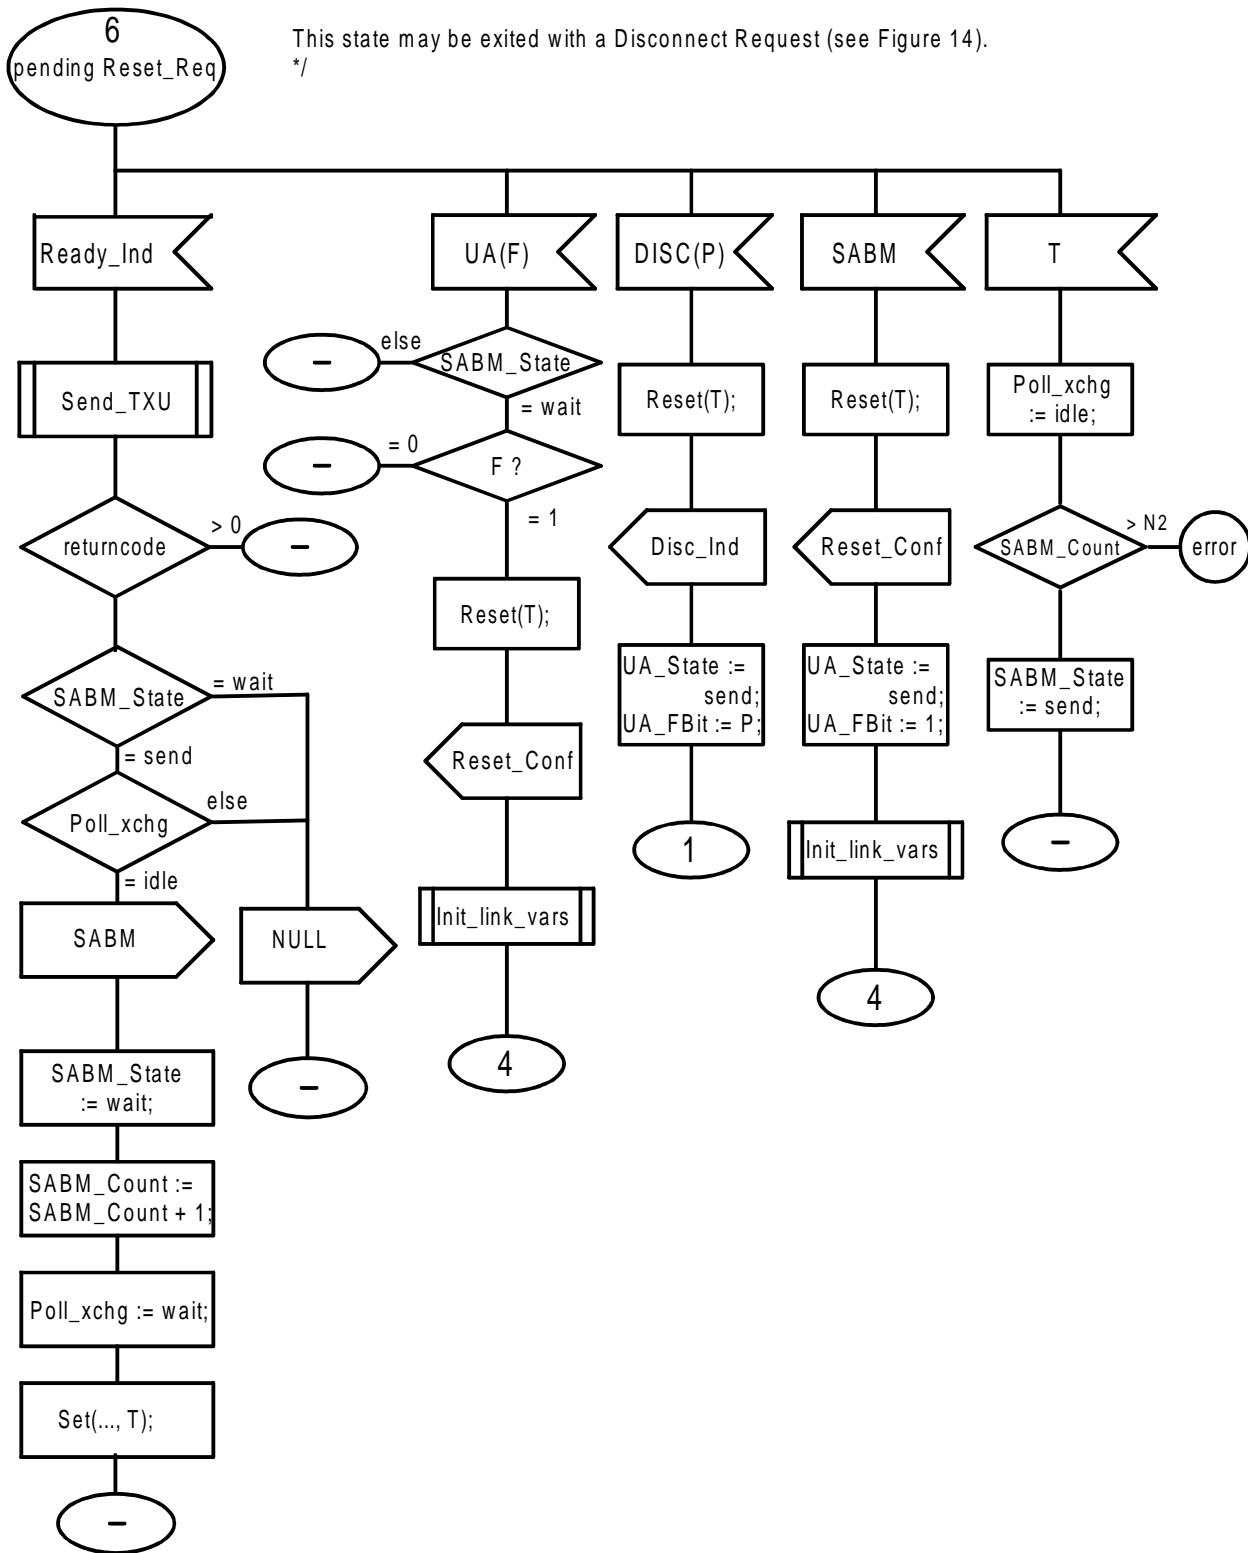 6
pending Reset_Req
This state may be exited with a Disconnect Request (see Figure 14).
*/
Ready_Ind
Send_TXU
returncode
> 0
–
SABM_State
= wait
= send
Poll_xchg
else
= idle
SABM
NULL
–
SABM_State
:= wait;
SABM_Count :=
SABM_Count + 1;
Poll_xchg := wait;
Set(..., T);
–
UA(F)
SABM_State
else
–
= wait
F ?
= 0
–
= 1
Reset(T);
Reset_Conf
Init_link_vars
4
DISC(P)
Reset(T);
Disc_Ind
UA_State :=
send;
UA_FBit := P;
1
SABM
Reset(T);
Reset_Conf
UA_State :=
send;
UA_FBit := 1;
Init_link_vars
4
T
Poll_xchg
:= idle;
SABM_Count
> N2
error
SABM_State
:= send;
–